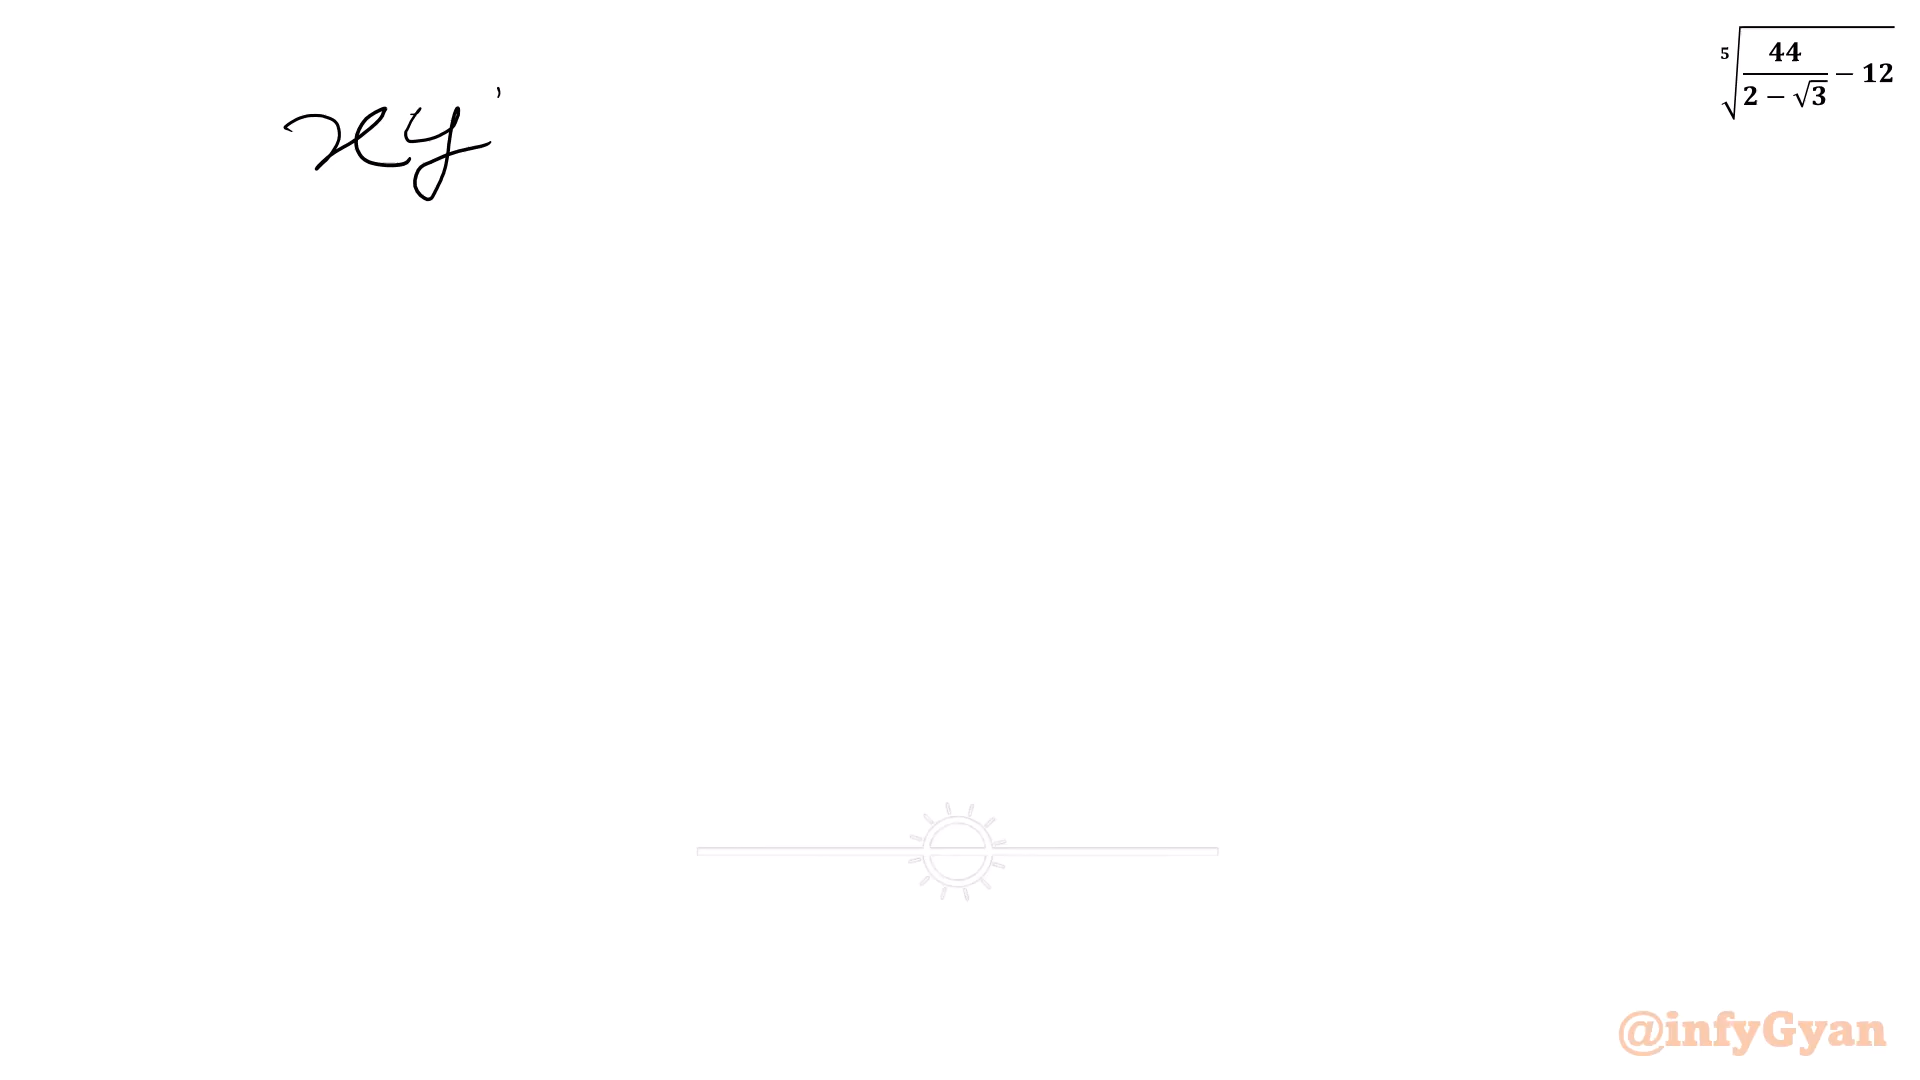 xy'
⁵√(44/(2 − √3) − 12)
@infyGyan